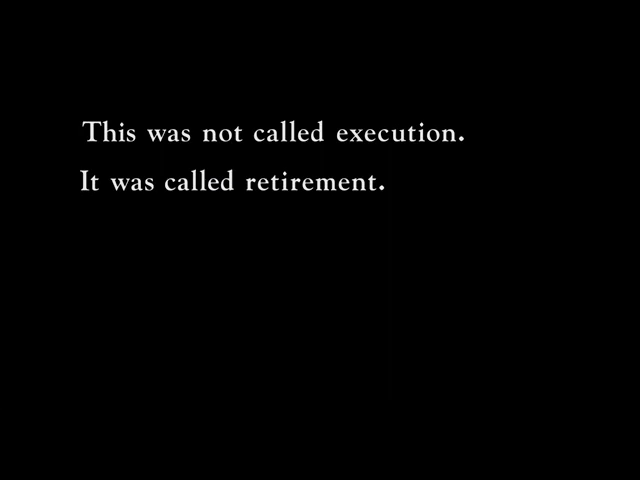 This was not called execution.
It was called retirement.